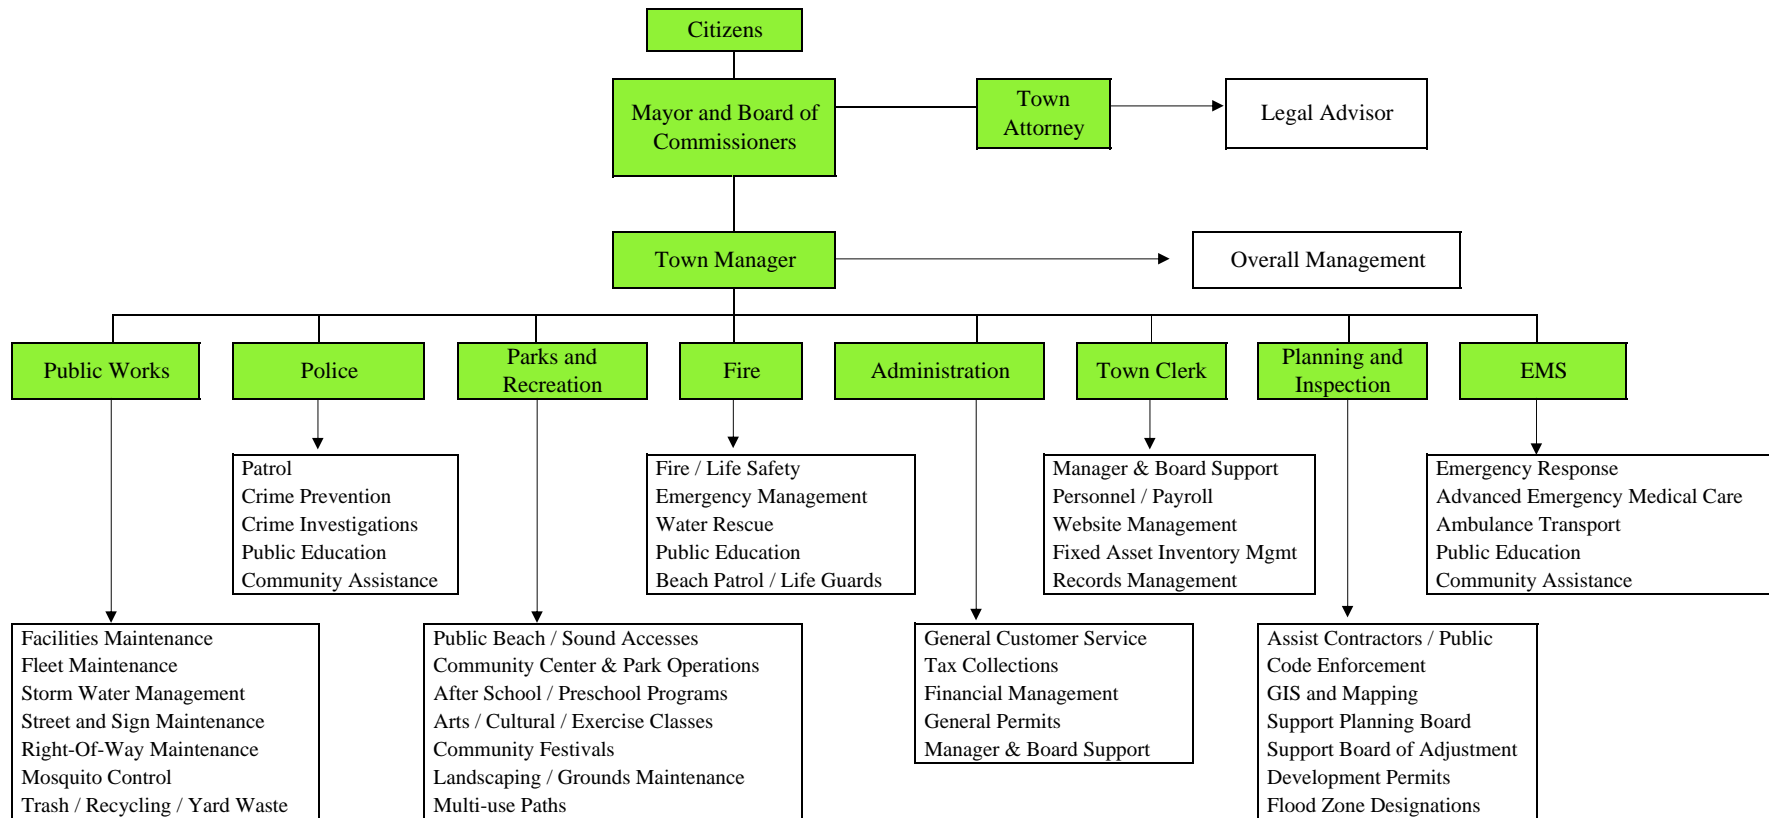 Citizens
Mayor and Board of
Commissioners
Town
Attorney
Legal Advisor
Town Manager
Overall Management
Public Works
Police
Parks and
Recreation
Fire
Administration
Town Clerk
Planning and
Inspection
EMS
Patrol
Crime Prevention
Crime Investigations
Public Education
Community Assistance
Fire / Life Safety
Emergency Management
Water Rescue
Public Education
Beach Patrol / Life Guards
Manager & Board Support
Personnel / Payroll
Website Management
Fixed Asset Inventory Mgmt
Records Management
Emergency Response
Advanced Emergency Medical Care
Ambulance Transport
Public Education
Community Assistance
Facilities Maintenance
Fleet Maintenance
Storm Water Management
Street and Sign Maintenance
Right-Of-Way Maintenance
Mosquito Control
Trash / Recycling / Yard Waste
Public Beach / Sound Accesses
Community Center & Park Operations
After School / Preschool Programs
Arts / Cultural / Exercise Classes
Community Festivals
Landscaping / Grounds Maintenance
Multi-use Paths
General Customer Service
Tax Collections
Financial Management
General Permits
Manager & Board Support
Assist Contractors / Public
Code Enforcement
GIS and Mapping
Support Planning Board
Support Board of Adjustment
Development Permits
Flood Zone Designations